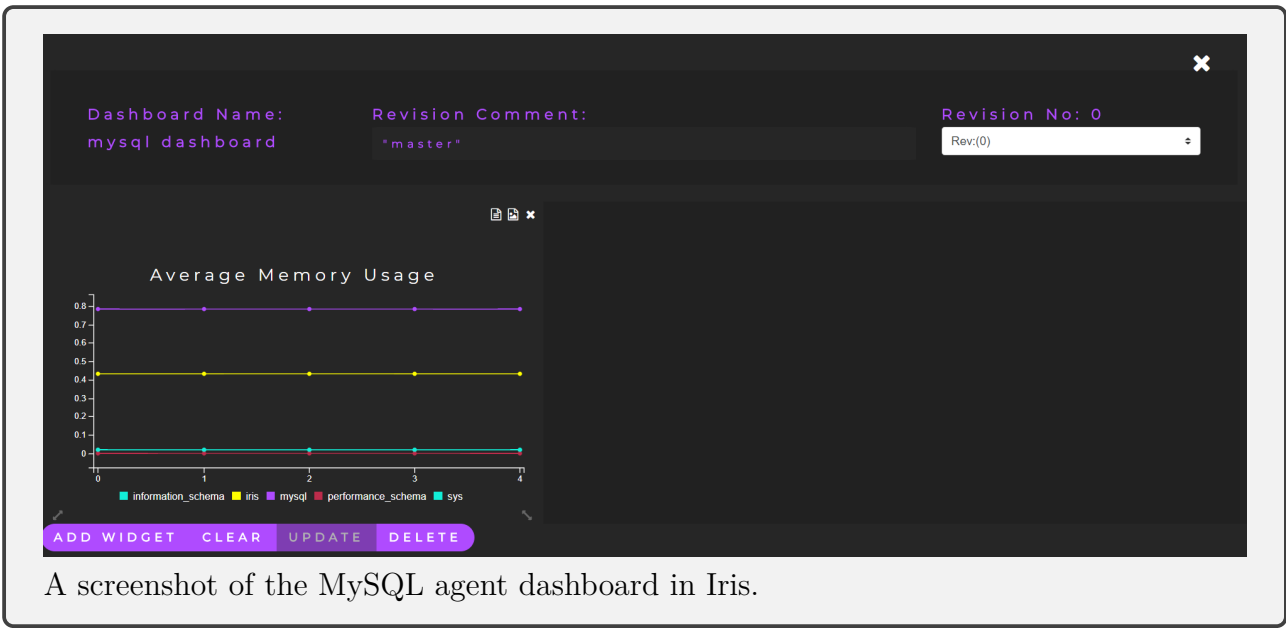 Dashboard Name:
mysql dashboard
Revision Comment:
"master"
Revision No: 0
Rev:(0)
Average Memory Usage
0.8
0.7
0.6
0.5
0.4
0.3
0.2
0.1
0
0 1 2 3 4
information_schema iris mysql performance_schema sys
ADD WIDGET CLEAR UPDATE DELETE
A screenshot of the MySQL agent dashboard in Iris.